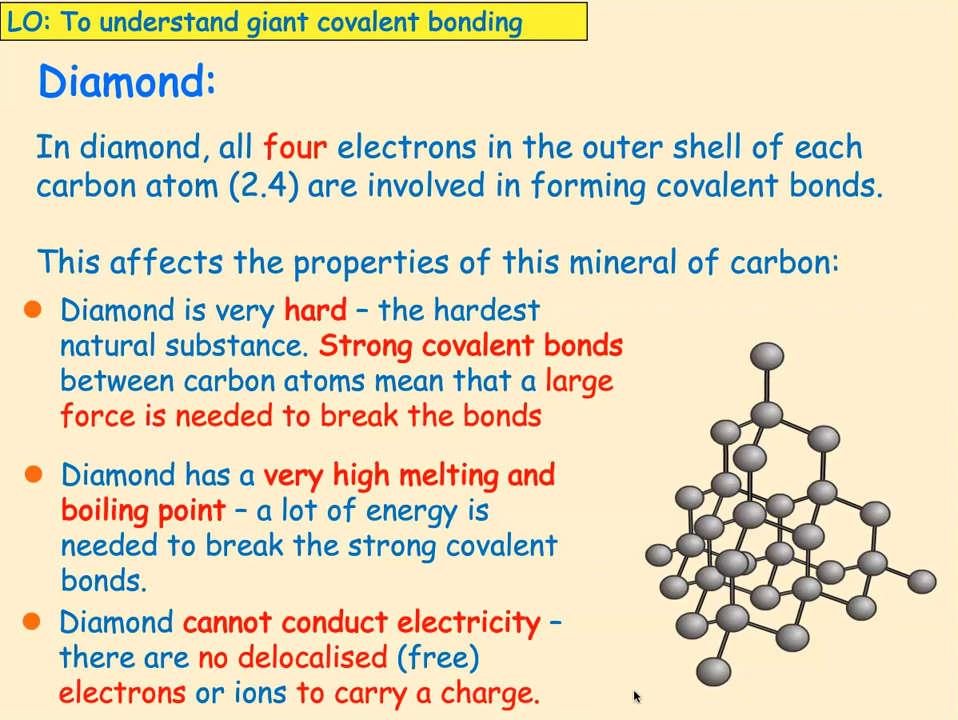 LO: To understand giant covalent bonding
Diamond:
In diamond, all four electrons in the outer shell of each
carbon atom (2.4) are involved in forming covalent bonds.
This affects the properties of this mineral of carbon:
Diamond is very hard – the hardest
natural substance. Strong covalent bonds
between carbon atoms mean that a large
force is needed to break the bonds
Diamond has a very high melting and
boiling point – a lot of energy is
needed to break the strong covalent
bonds.
Diamond cannot conduct electricity –
there are no delocalised (free)
electrons or ions to carry a charge.